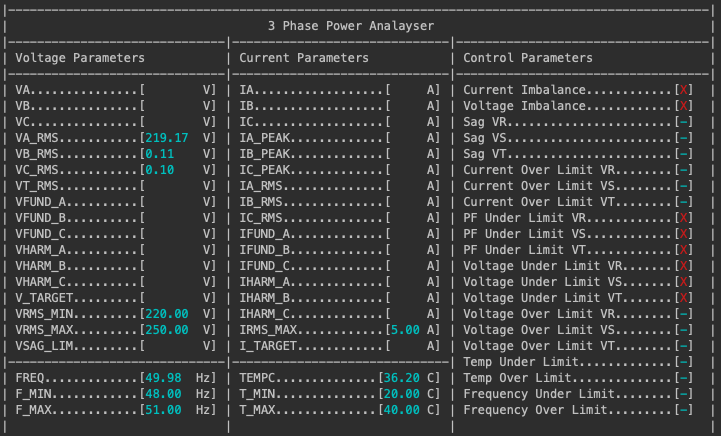 3 Phase Power Analayser
Voltage Parameters | Current Parameters | Control Parameters
VA...............[        V] | IA..................[     A] | Current Imbalance............[X]
VB...............[        V] | IB..................[     A] | Voltage Imbalance............[X]
VC...............[        V] | IC..................[     A] | Sag VR.......................[-]
VA_RMS...........[219.17  V] | IA_PEAK.............[     A] | Sag VS.......................[-]
VB_RMS...........[0.11    V] | IB_PEAK.............[     A] | Sag VT.......................[-]
VC_RMS...........[0.10    V] | IC_PEAK.............[     A] | Current Over Limit VR........[-]
VT_RMS...........[        V] | IA_RMS..............[     A] | Current Over Limit VS........[-]
VFUND_A..........[        V] | IB_RMS..............[     A] | Current Over Limit VT........[-]
VFUND_B..........[        V] | IC_RMS..............[     A] | PF Under Limit VR............[X]
VFUND_C..........[        V] | IFUND_A.............[     A] | PF Under Limit VS............[X]
VHARM_A..........[        V] | IFUND_B.............[     A] | PF Under Limit VT............[X]
VHARM_B..........[        V] | IFUND_C.............[     A] | Voltage Under Limit VR.......[X]
VHARM_C..........[        V] | IHARM_A.............[     A] | Voltage Under Limit VS.......[X]
V_TARGET.........[        V] | IHARM_B.............[     A] | Voltage Under Limit VT.......[X]
VRMS_MIN.........[220.00  V] | IHARM_C.............[     A] | Voltage Over Limit VR........[-]
VRMS_MAX.........[250.00  V] | IRMS_MAX............[5.00 A] | Voltage Over Limit VS........[-]
VSAG_LIM.........[        V] | I_TARGET............[     A] | Voltage Over Limit VT........[-]
Temp Under Limit.............[-]
FREQ.............[49.98  Hz] | TEMPC..............[36.20 C] | Temp Over Limit..............[-]
F_MIN............[48.00  Hz] | T_MIN..............[20.00 C] | Frequency Under Limit........[-]
F_MAX............[51.00  Hz] | T_MAX..............[40.00 C] | Frequency Over Limit.........[-]